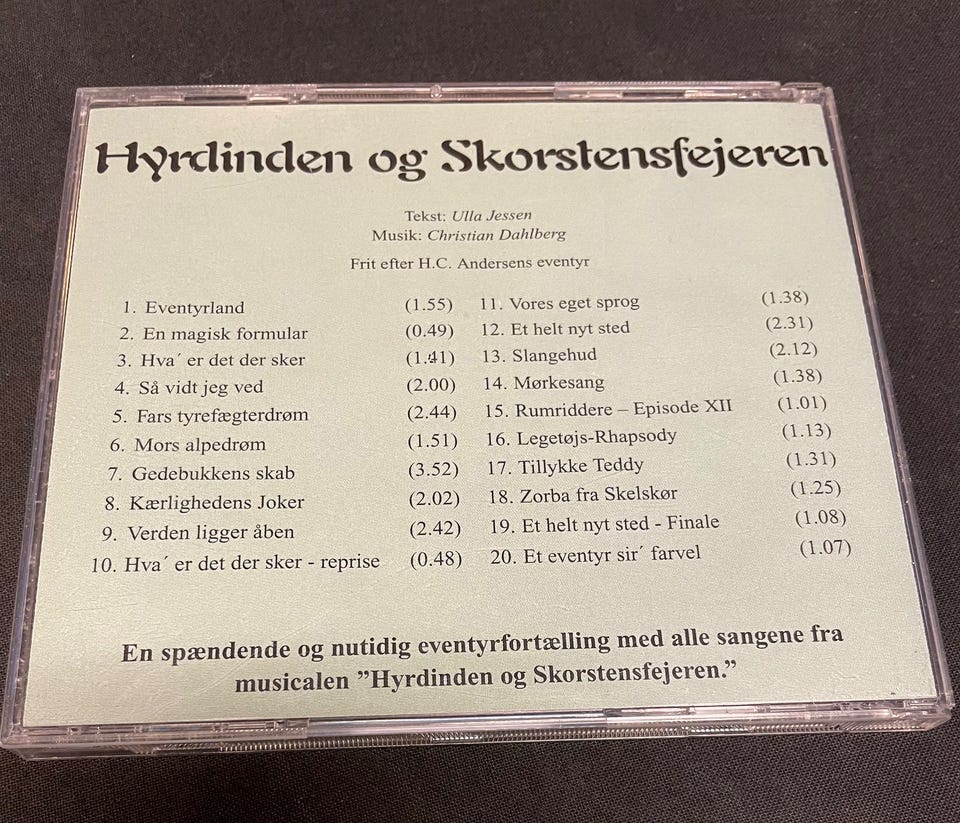 Hyrdinden og Skorstensfejeren
Tekst: Ulla Jessen
Musik: Christian Dahlberg
Frit efter H.C. Andersens eventyr
1. Eventyrland (1.55)
2. En magisk formular (0.49)
3. Hva´ er det der sker (1.41)
4. Så vidt jeg ved (2.00)
5. Fars tyrefægterdrøm (2.44)
6. Mors alpedrøm (1.51)
7. Gedebukkens skab (3.52)
8. Kærlighedens Joker (2.02)
9. Verden ligger åben (2.42)
10. Hva´ er det der sker - reprise (0.48)
11. Vores eget sprog (1.38)
12. Et helt nyt sted (2.31)
13. Slangehud (2.12)
14. Mørkesang (1.38)
15. Rumriddere – Episode XII (1.01)
16. Legetøjs-Rhapsody (1.13)
17. Tillykke Teddy (1.31)
18. Zorba fra Skelskør (1.25)
19. Et helt nyt sted - Finale (1.08)
20. Et eventyr sir´ farvel (1.07)
En spændende og nutidig eventyrfortælling med alle sangene fra
musicalen ”Hyrdinden og Skorstensfejeren.”